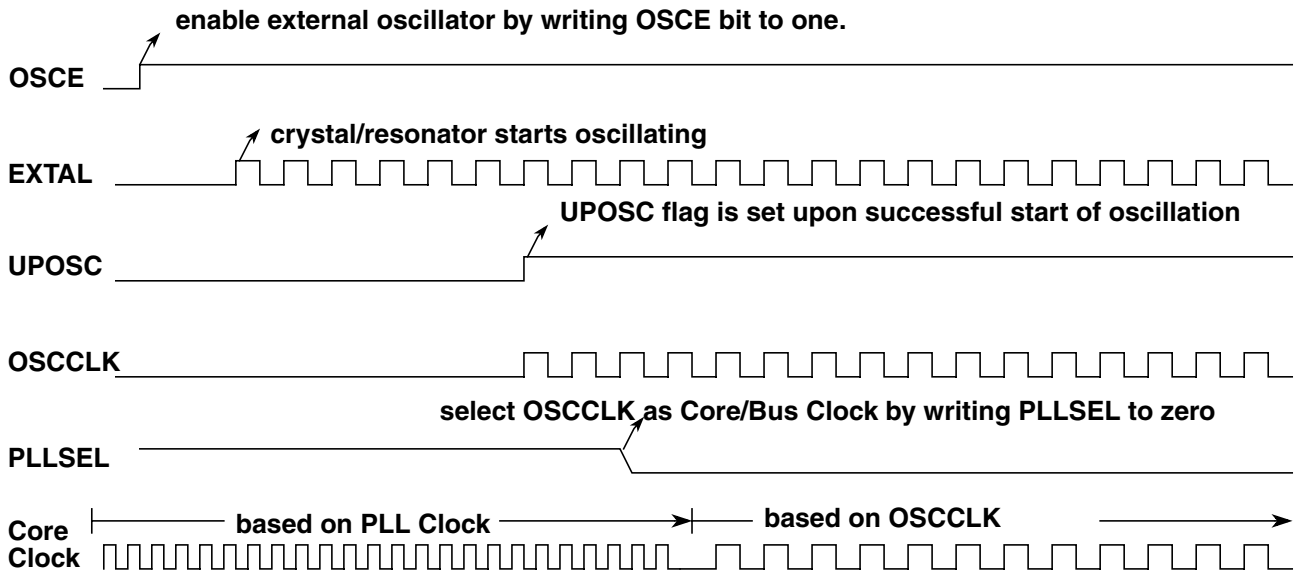 enable external oscillator by writing OSCE bit to one.
OSCE
crystal/resonator starts oscillating
EXTAL
UPOSC flag is set upon successful start of oscillation
UPOSC
OSCCLK
select OSCCLK as Core/Bus Clock by writing PLLSEL to zero
PLLSEL
based on PLL Clock
based on OSCCLK
Core
Clock